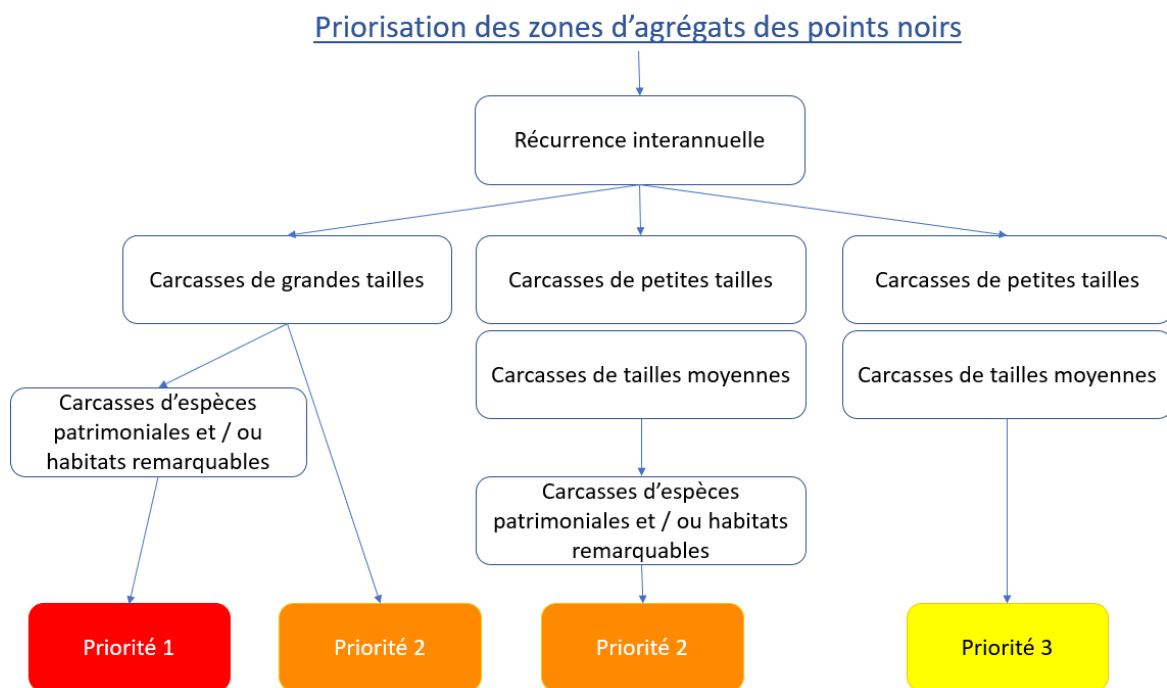 Priorisation des zones d’agrégats des points noirs
Récurrence interannuelle
Carcasses de grandes tailles
Carcasses de petites tailles
Carcasses de petites tailles
Carcasses de tailles moyennes
Carcasses de tailles moyennes
Carcasses d’espèces
patrimoniales et / ou
habitats remarquables
Carcasses d’espèces
patrimoniales et / ou habitats
remarquables
Priorité 1
Priorité 2
Priorité 2
Priorité 3